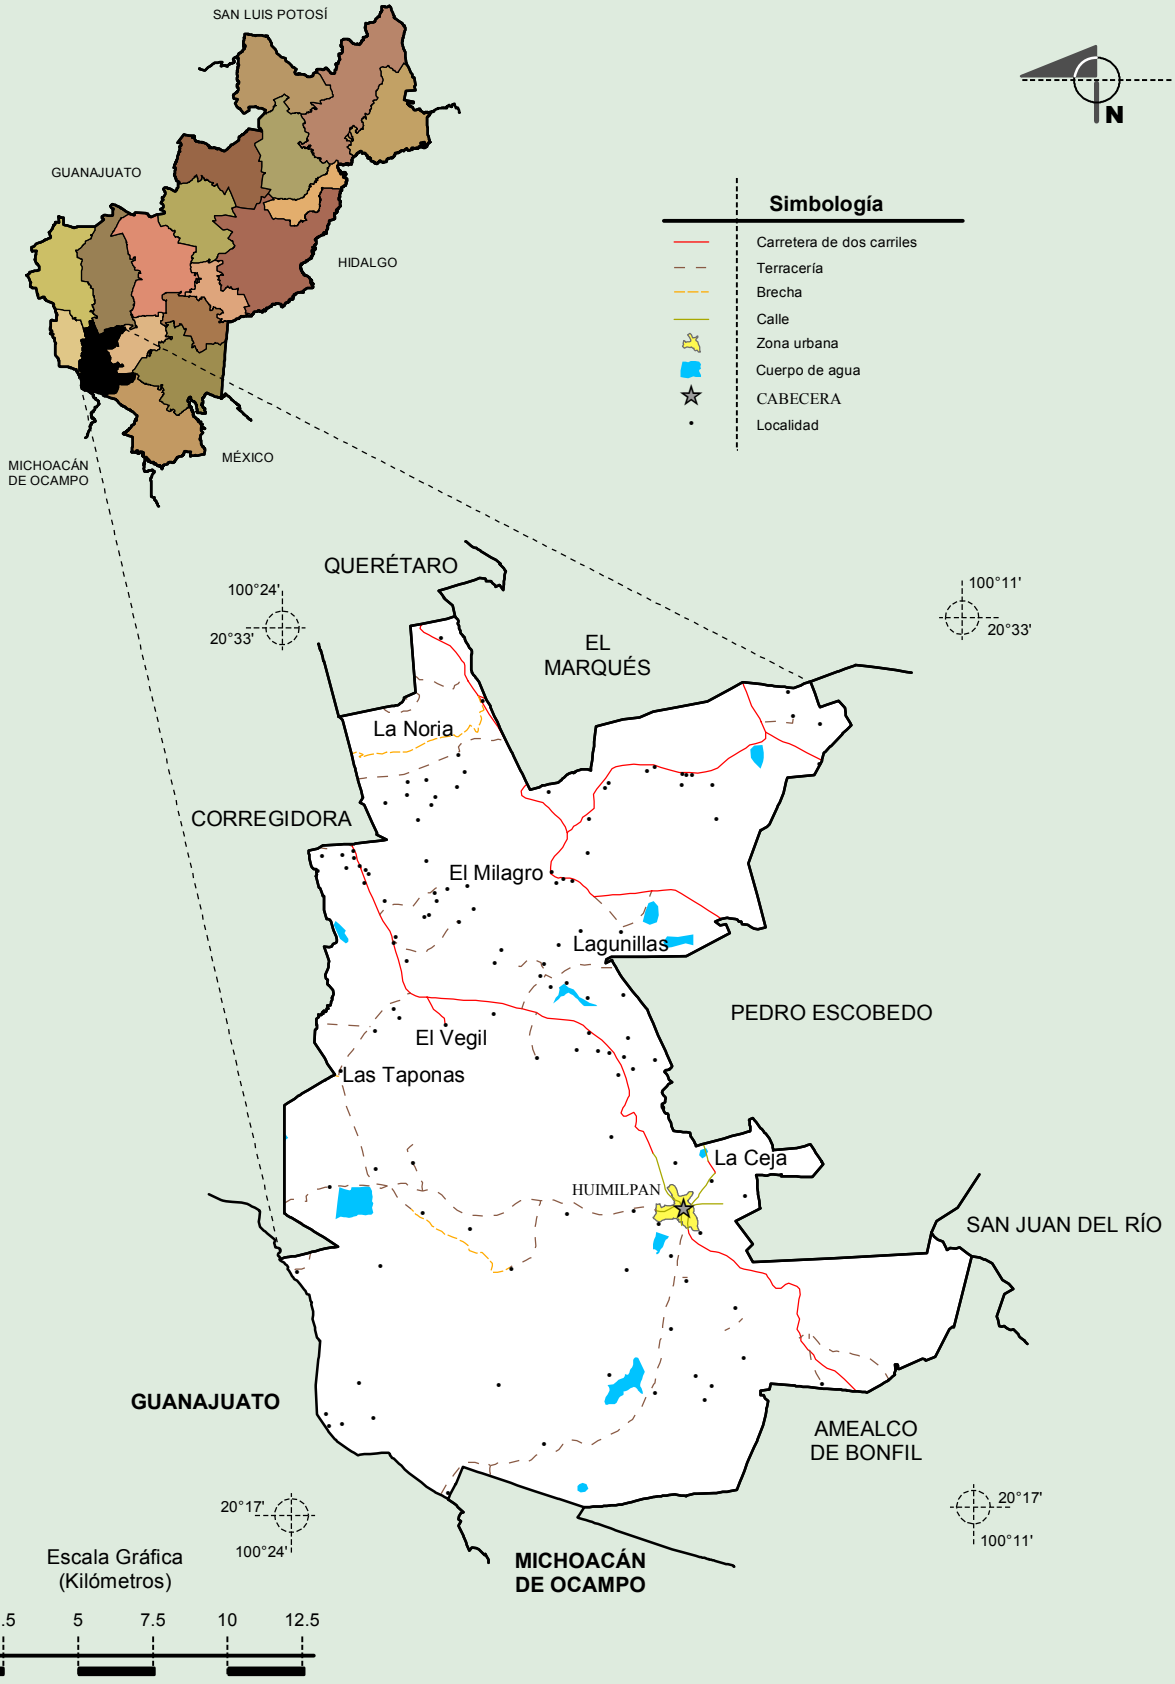 SAN LUIS POTOSÍ
GUANAJUATO
HIDALGO
MÉXICO
MICHOACÁN
DE OCAMPO
N
Simbología
Carretera de dos carriles
Terracería
Brecha
Calle
Zona urbana
Cuerpo de agua
CABECERA
Localidad
QUERÉTARO
100°24'
20°33'
100°11'
20°33'
EL
MARQUÉS
La Noria
CORREGIDORA
El Milagro
Lagunillas
PEDRO ESCOBEDO
El Vegil
Las Taponas
La Ceja
HUIMILPAN
SAN JUAN DEL RÍO
GUANAJUATO
AMEALCO
DE BONFIL
20°17'
100°24'
20°17'
100°11'
MICHOACÁN
DE OCAMPO
Escala Gráfica
(Kilómetros)
.5 5 7.5 10 12.5